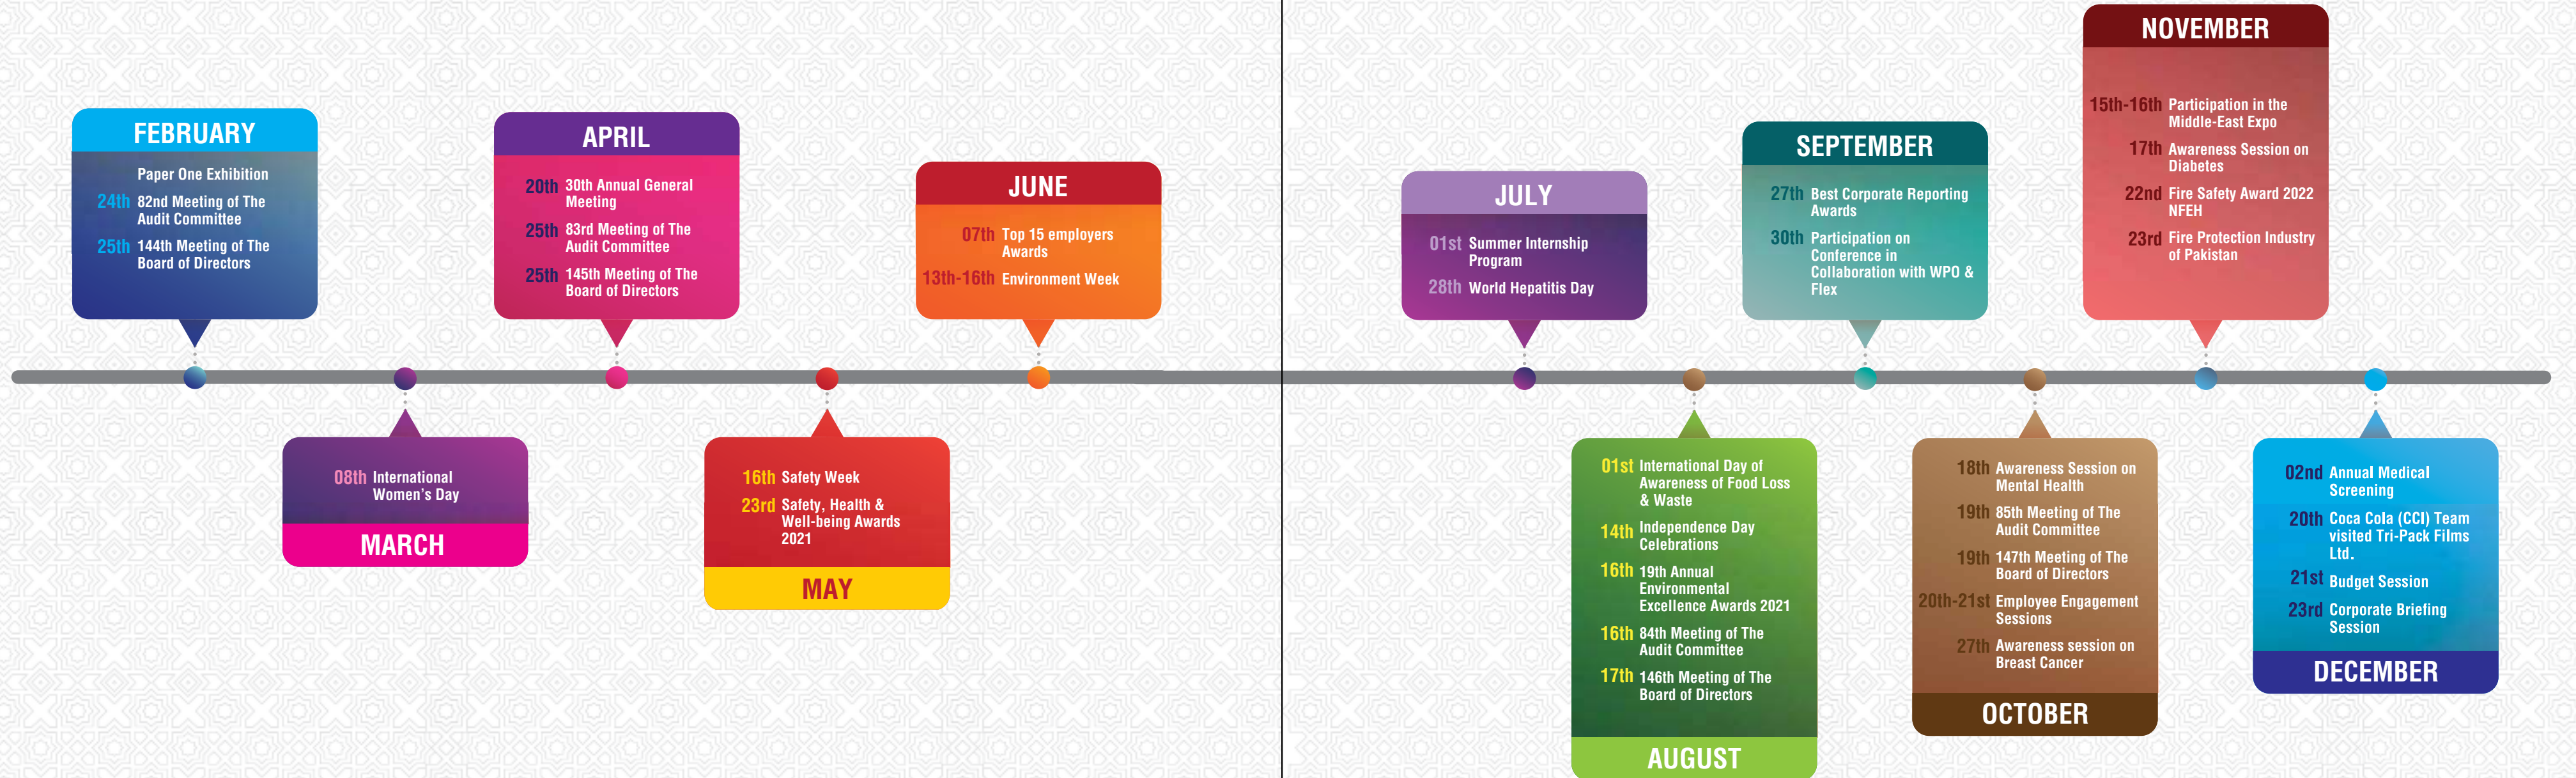 FEBRUARY
Paper One Exhibition
24th 82nd Meeting of The
Audit Committee
25th 144th Meeting of The
Board of Directors
08th International
Women's Day
MARCH
APRIL
20th 30th Annual General
Meeting
25th 83rd Meeting of The
Audit Committee
25th 145th Meeting of The
Board of Directors
16th Safety Week
23rd Safety, Health &
Well-being Awards
2021
MAY
JUNE
07th Top 15 employers
Awards
13th-16th Environment Week
JULY
01st Summer Internship
Program
28th World Hepatitis Day
01st International Day of
Awareness of Food Loss
& Waste
14th Independence Day
Celebrations
16th 19th Annual
Environmental
Excellence Awards 2021
16th 84th Meeting of The
Audit Committee
17th 146th Meeting of The
Board of Directors
AUGUST
SEPTEMBER
27th Best Corporate Reporting
Awards
30th Participation on
Conference in
Collaboration with WPO &
Flex
18th Awareness Session on
Mental Health
19th 85th Meeting of The
Audit Committee
19th 147th Meeting of The
Board of Directors
20th-21st Employee Engagement
Sessions
27th Awareness session on
Breast Cancer
OCTOBER
NOVEMBER
15th-16th Participation in the
Middle-East Expo
17th Awareness Session on
Diabetes
22nd Fire Safety Award 2022
NFEH
23rd Fire Protection Industry
of Pakistan
02nd Annual Medical
Screening
20th Coca Cola (CCI) Team
visited Tri-Pack Films
Ltd.
21st Budget Session
23rd Corporate Briefing
Session
DECEMBER